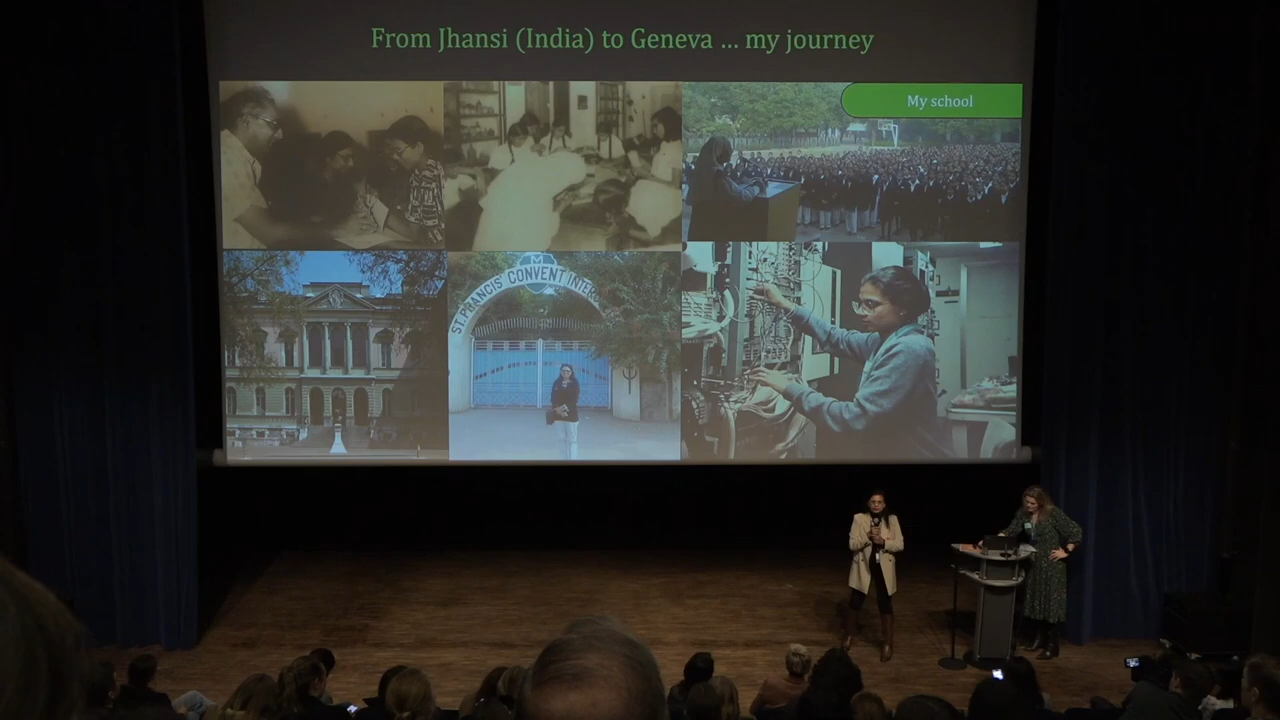 From Jhansi (India) to Geneva ... my journey
My school
M
ST. FRANCIS' CONVENT INTER